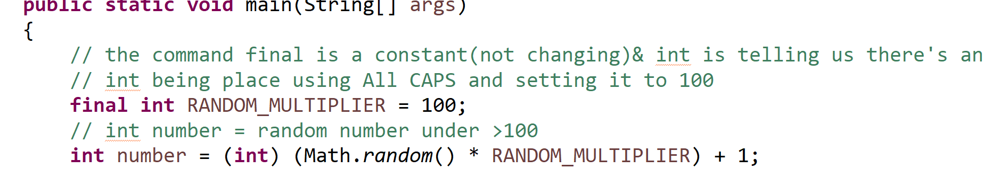 public static void main(String[] args)
{
// the command final is a constant(not changing)& int is telling us there's an
// int being place using All CAPS and setting it to 100
final int RANDOM_MULTIPLIER = 100;
// int number = random number under >100
int number = (int) (Math.random() * RANDOM_MULTIPLIER) + 1;